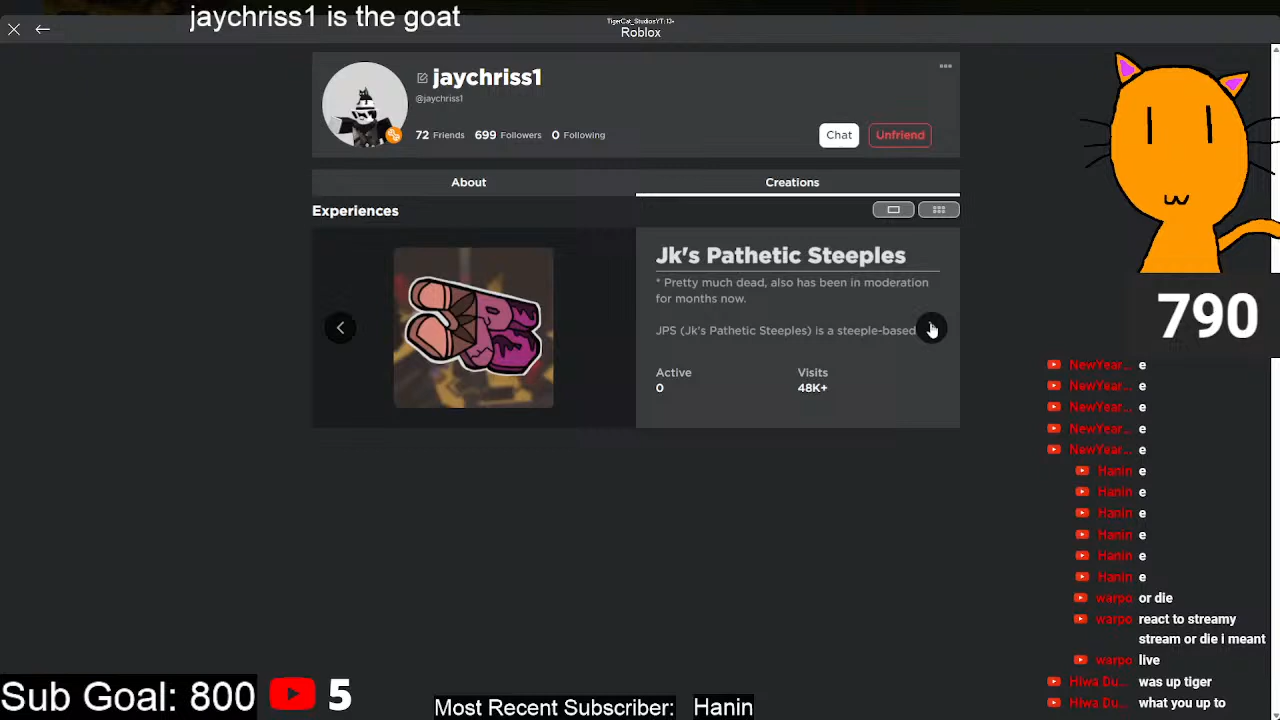 jaychriss1 is the goat
TigerCat_StudiosYT: 13+
Roblox
jaychriss1
@jaychriss1
72 Friends 699 Followers 0 Following
Chat
Unfriend
About
Creations
Experiences
Jk's Pathetic Steeples
* Pretty much dead, also has been in moderation
for months now.
JPS (Jk's Pathetic Steeples) is a steeple-based
Active
0
Visits
48K+
790
NewYear... e
NewYear... e
NewYear... e
NewYear... e
NewYear... e
Hanin e
Hanin e
Hanin e
Hanin e
Hanin e
Hanin e
warpo or die
warpo react to streamy
stream or die i meant
warpo live
Hiwa Du... was up tiger
Hiwa Du... what you up to
Sub Goal: 800
5
Most Recent Subscriber: Hanin